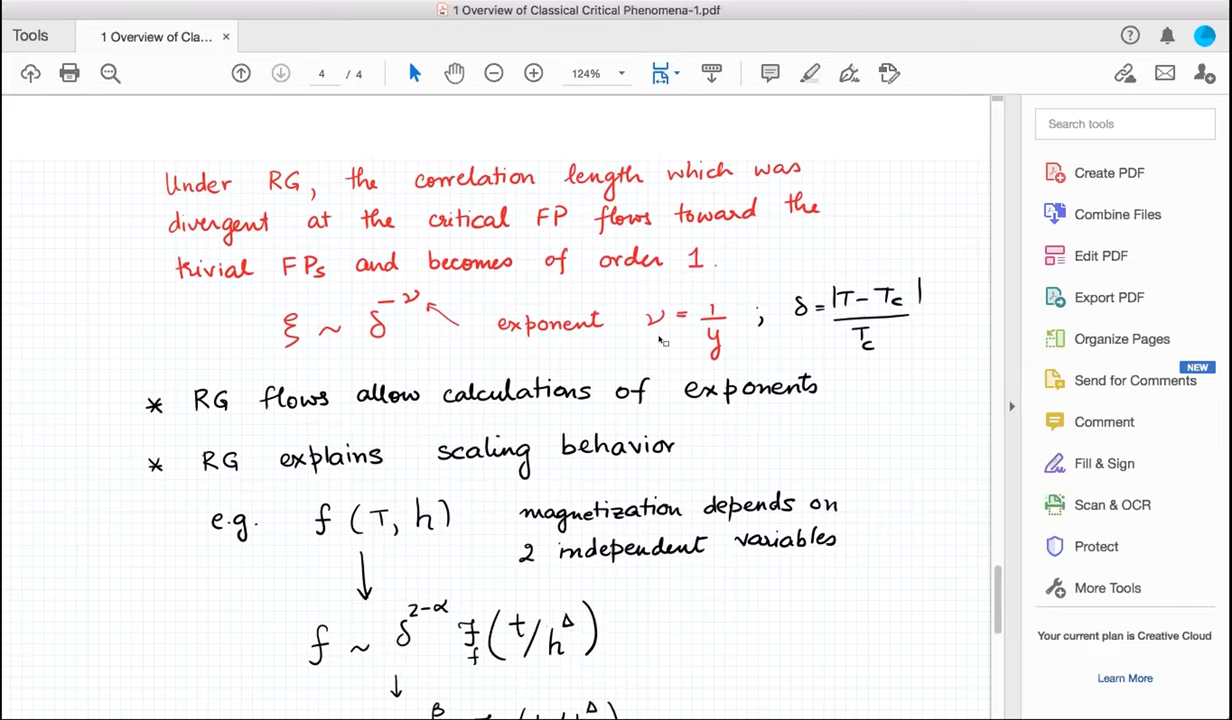 1 Overview of Classical Critical Phenomena-1.pdf
Tools
1 Overview of Cla... ×
4 / 4
124%
Under RG, the correlation length which was
divergent at the critical FP flows toward the
trivial FPs and becomes of order 1.
ξ ~ δ^{-ν} exponent ν = 1/y ; δ = |T - Tc| / Tc
* RG flows allow calculations of exponents
* RG explains scaling behavior
e.g. f (T, h) magnetization depends on
2 independent variables
↓
f ~ δ^{2-α} F_f (t/h^Δ)
↓
β
Search tools
Create PDF
Combine Files
Edit PDF
Export PDF
Organize Pages
NEW
Send for Comments
Comment
Fill & Sign
Scan & OCR
Protect
More Tools
Your current plan is Creative Cloud
Learn More